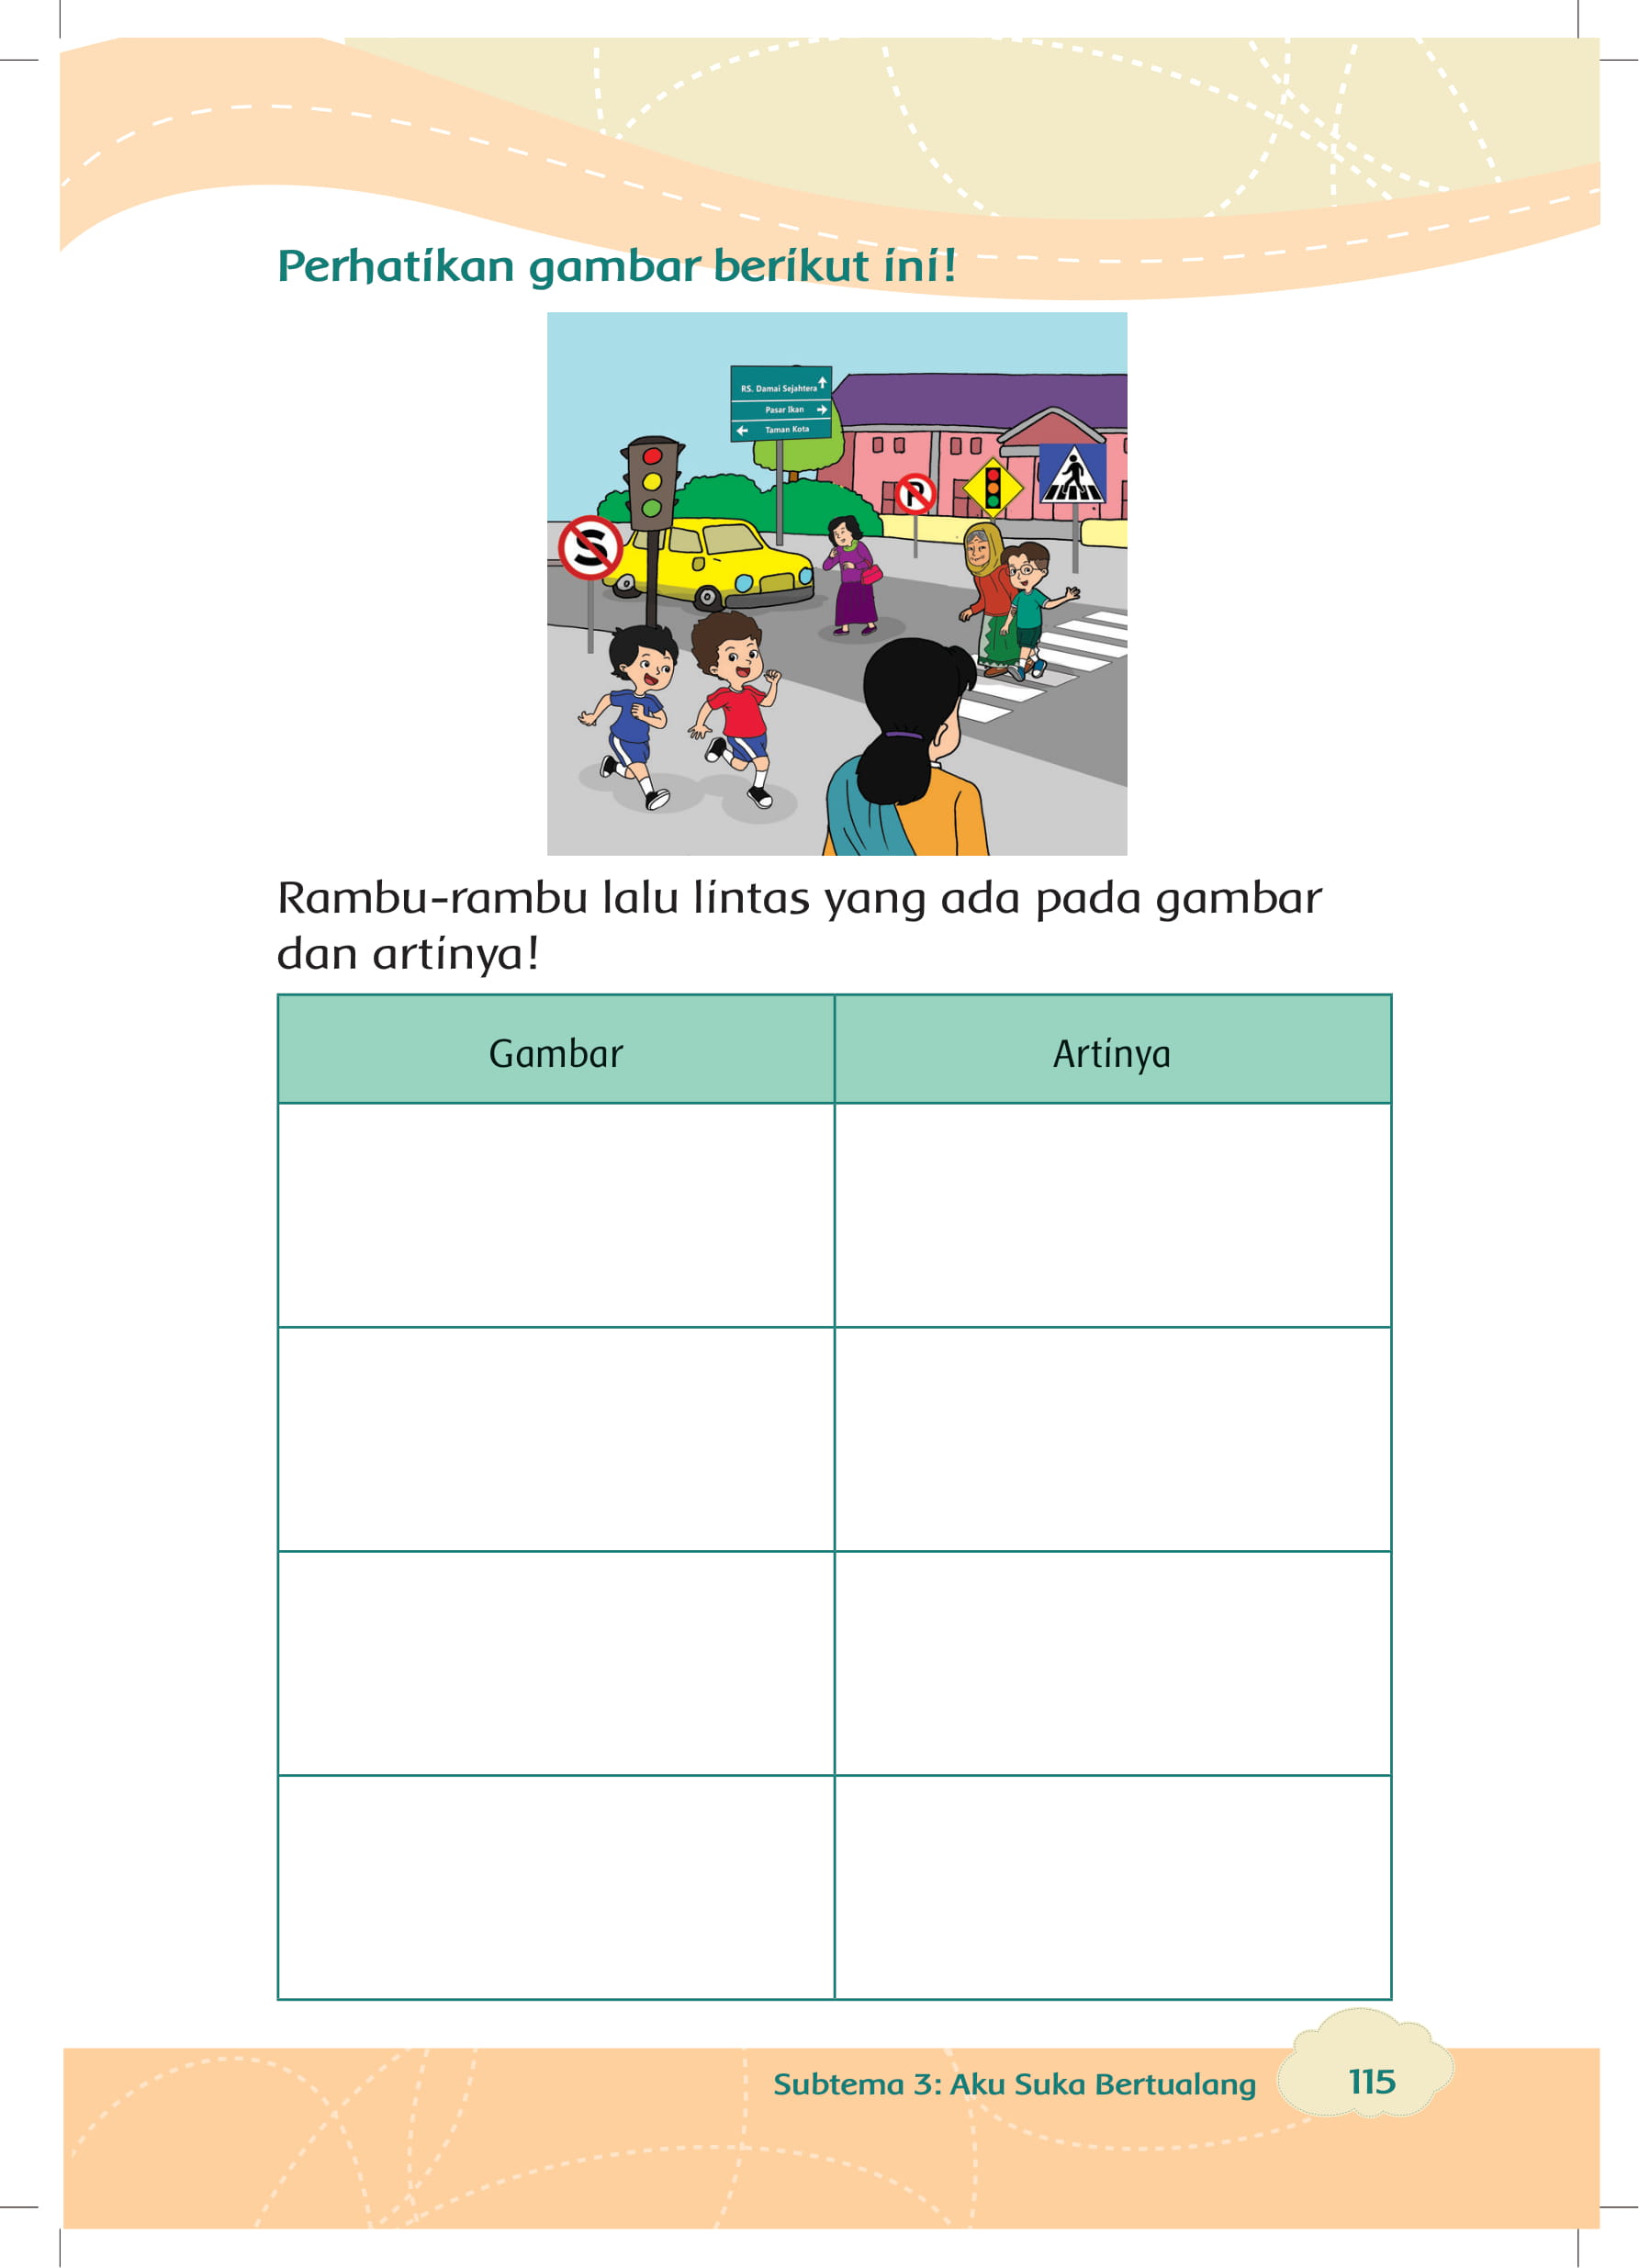 Perhatikan gambar berikut ini!
RS. Damai Sejahtera
Pasar Ikan
Taman Kota
S
P
Rambu-rambu lalu lintas yang ada pada gambar
dan artinya!
Gambar
Artinya
Subtema 3: Aku Suka Bertualang
115